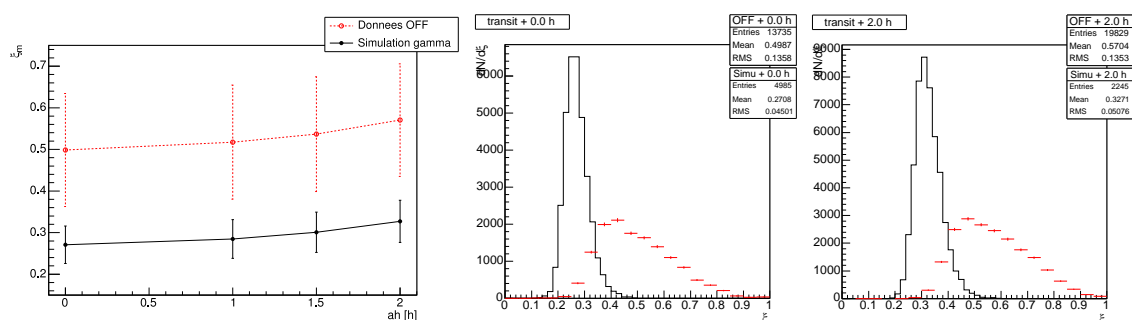 Donnees OFF
Simulation gamma
ξm
0.7
0.6
0.5
0.4
0.3
0.2
0
0,5
1
1,5
2
ah [h]
transit + 0.0 h
OFF + 0.0 h
Entries 13735
Mean 0.4987
RMS 0.1358
Simu + 0.0 h
Entries 4985
Mean 0.2708
RMS 0.04501
dN/dξ
6000
5000
4000
3000
2000
1000
0
0 0.1 0.2 0.3 0.4 0.5 0.6 0.7 0.8 0.9 1
ξ
transit + 2.0 h
OFF + 2.0 h
Entries 19829
Mean 0.5704
RMS 0.1353
Simu + 2.0 h
Entries 2245
Mean 0.3271
RMS 0.05076
dN/dξ
9000
8000
7000
6000
5000
4000
3000
2000
1000
0
0 0.1 0.2 0.3 0.4 0.5 0.6 0.7 0.8 0.9 1
ξ